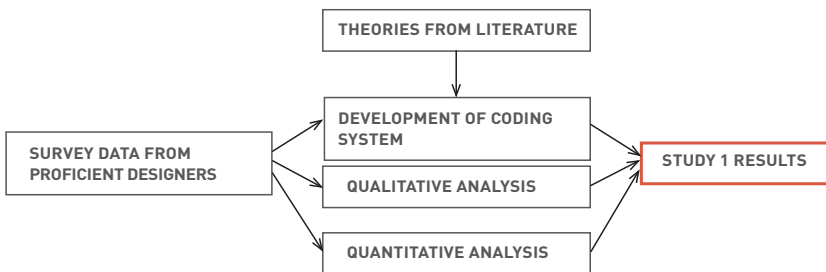 THEORIES FROM LITERATURE
DEVELOPMENT OF CODING
SYSTEM
SURVEY DATA FROM
PROFICIENT DESIGNERS
STUDY 1 RESULTS
QUALITATIVE ANALYSIS
QUANTITATIVE ANALYSIS